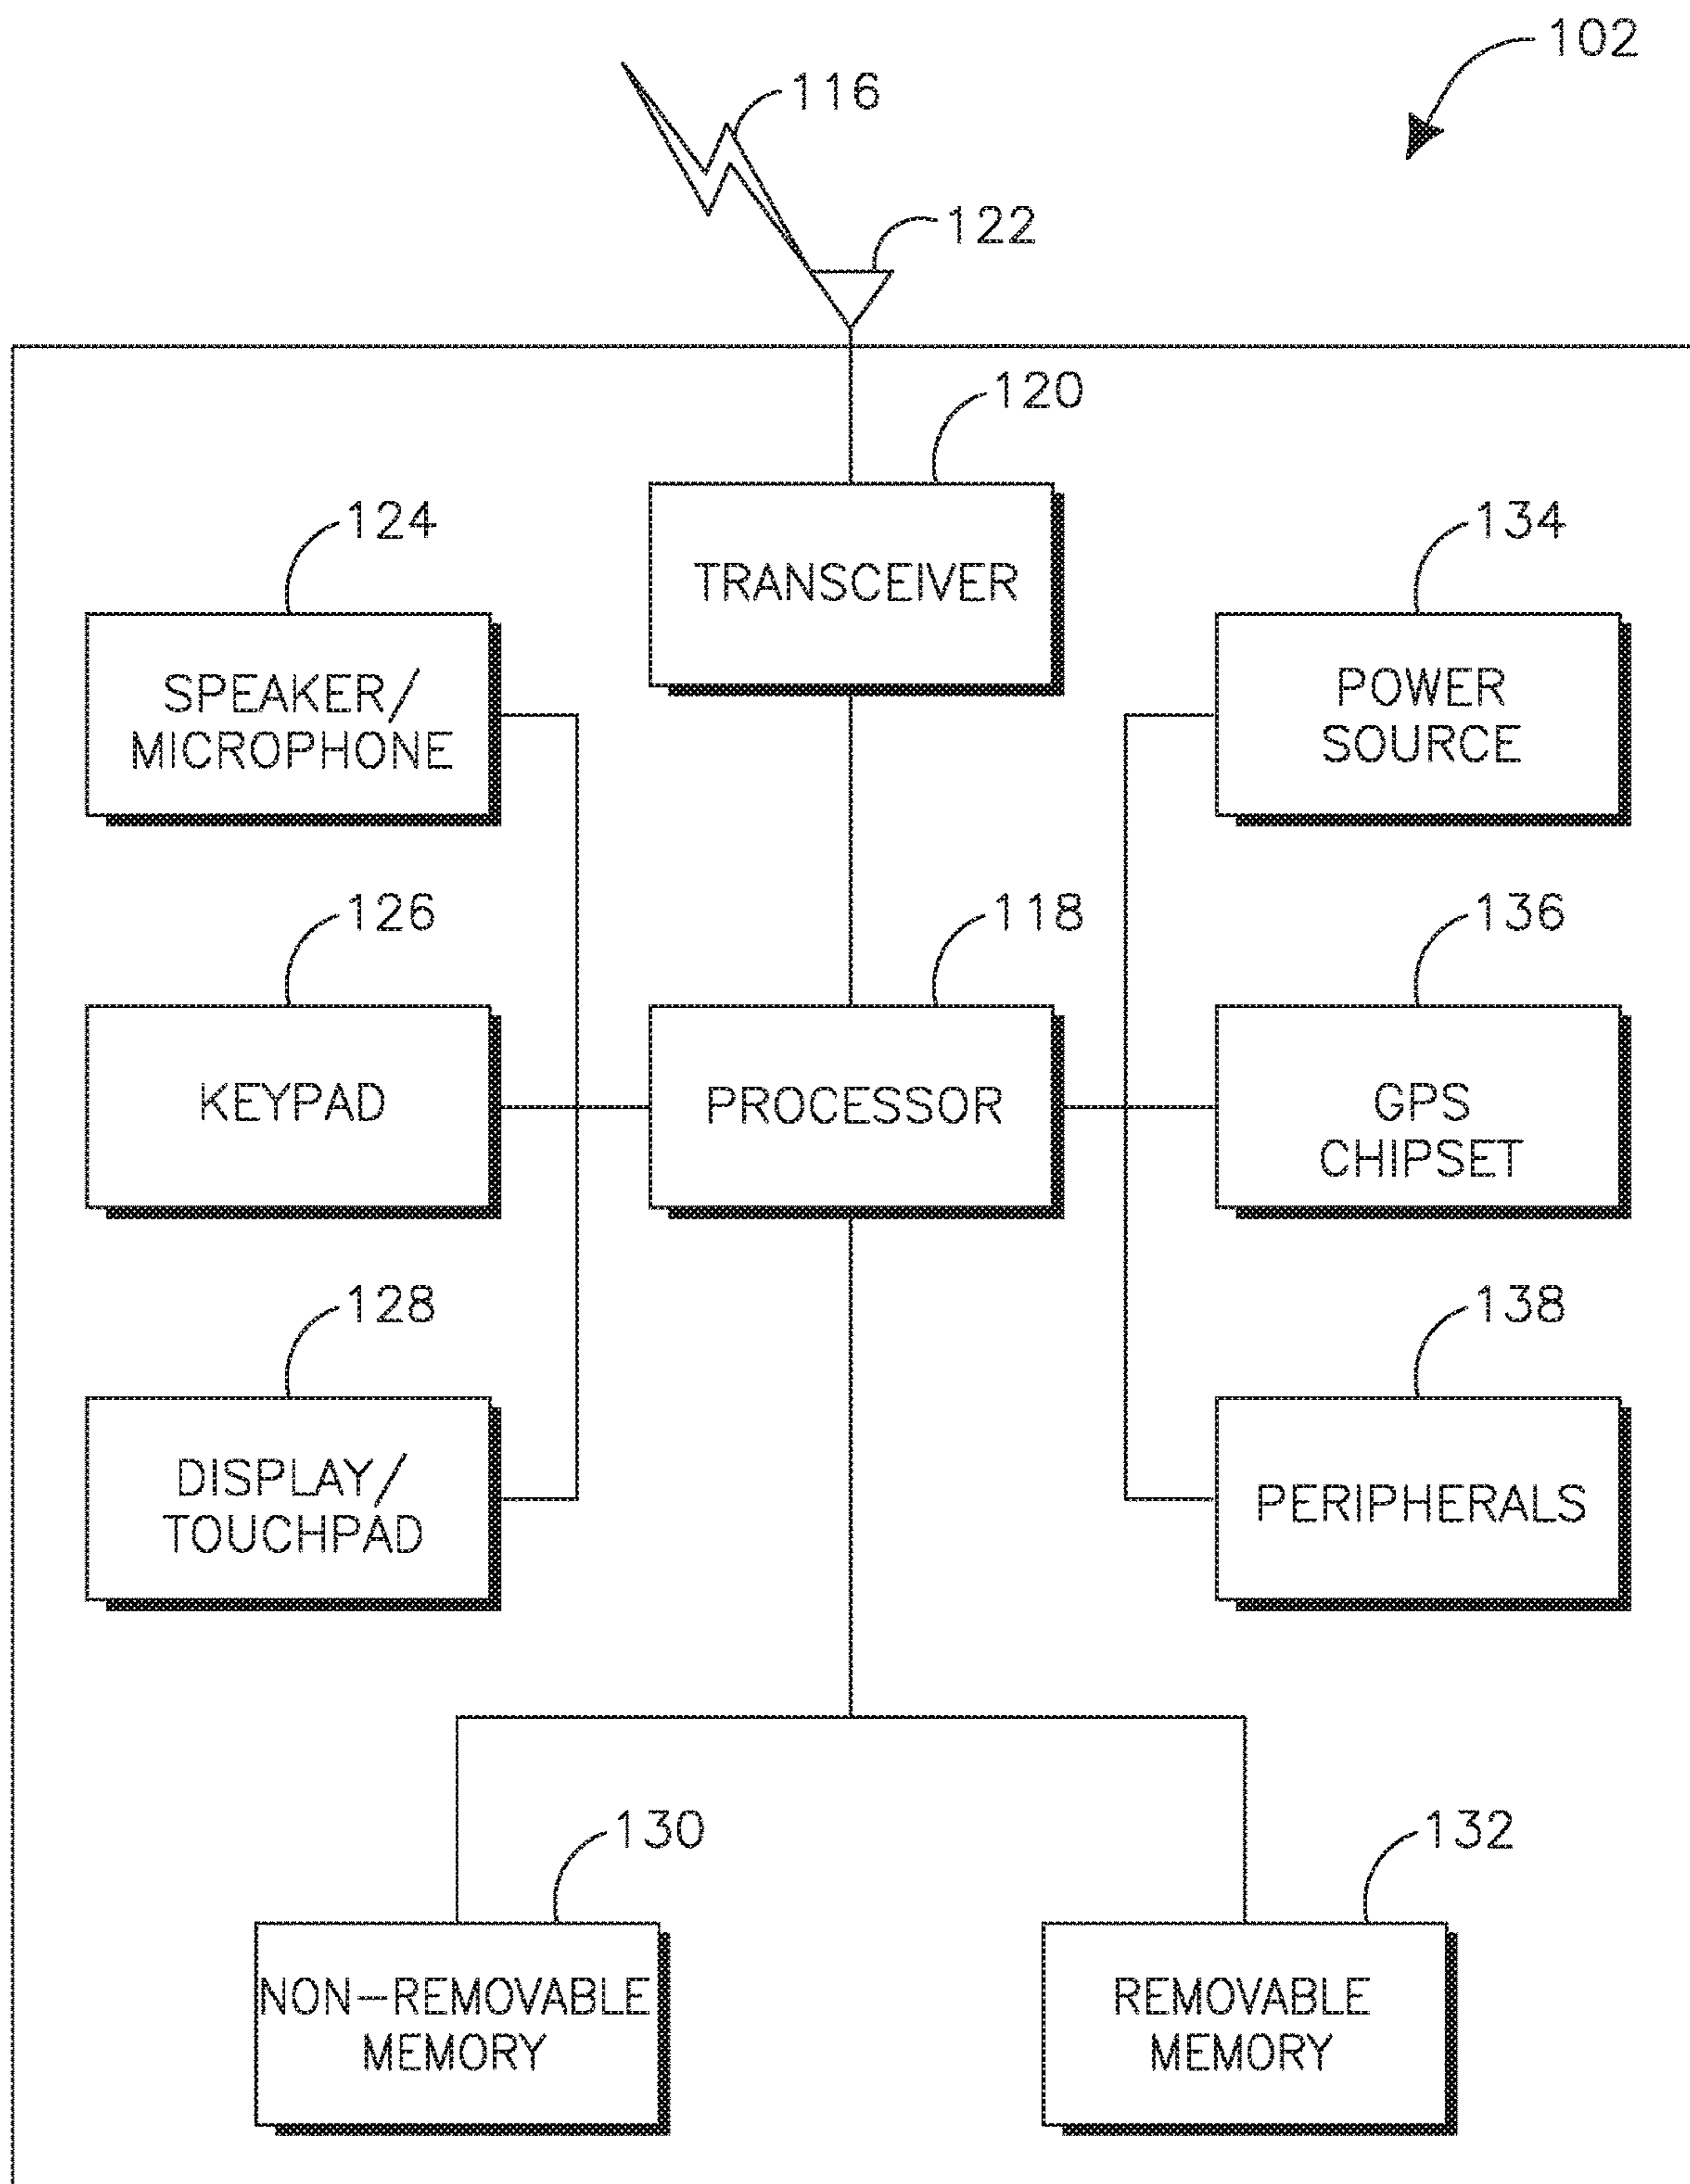 102
116
122
120
TRANSCEIVER
124
SPEAKER/
MICROPHONE
134
POWER
SOURCE
126
KEYPAD
118
PROCESSOR
136
GPS
CHIPSET
128
DISPLAY/
TOUCHPAD
138
PERIPHERALS
130
NON-REMOVABLE
MEMORY
132
REMOVABLE
MEMORY